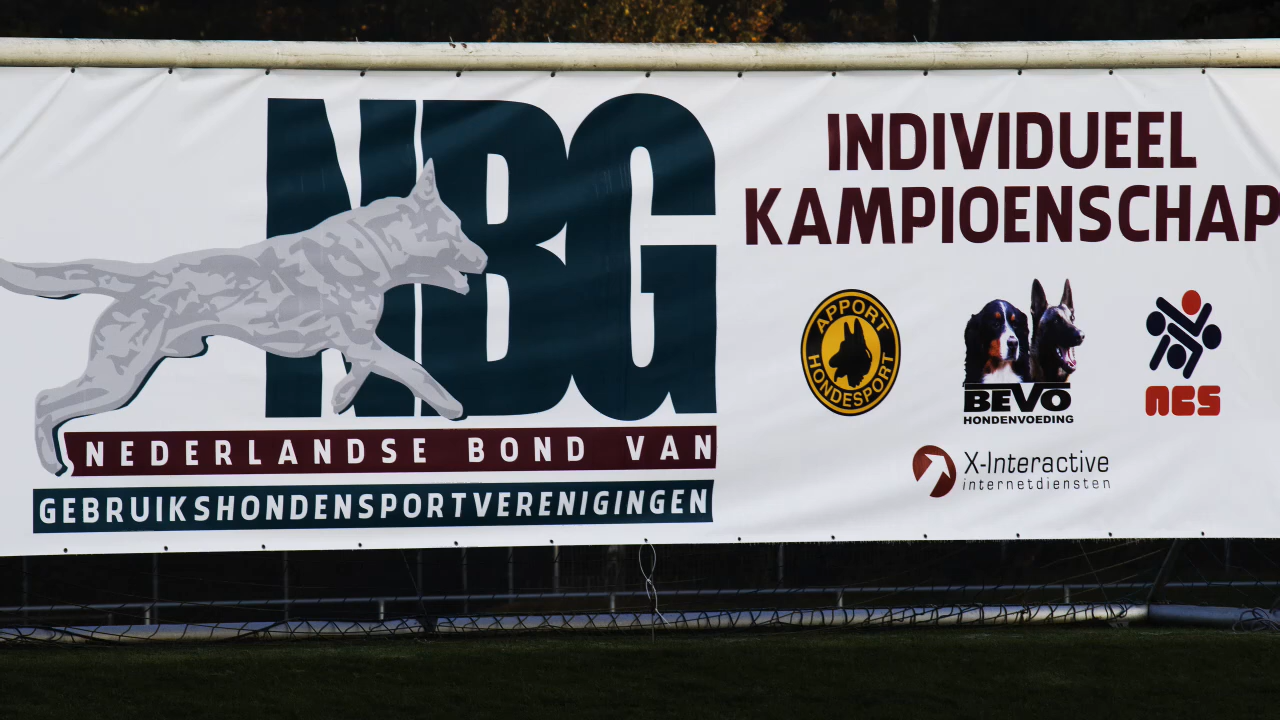 NBG
NEDERLANDSE BOND VAN
GEBRUIKSHONDENSPORTVERENIGINGEN
INDIVIDUEEL
KAMPIOENSCHAP
APPORT
HONDESPORT
BEVO
HONDENVOEDING
NCS
X-Interactive
internetdiensten